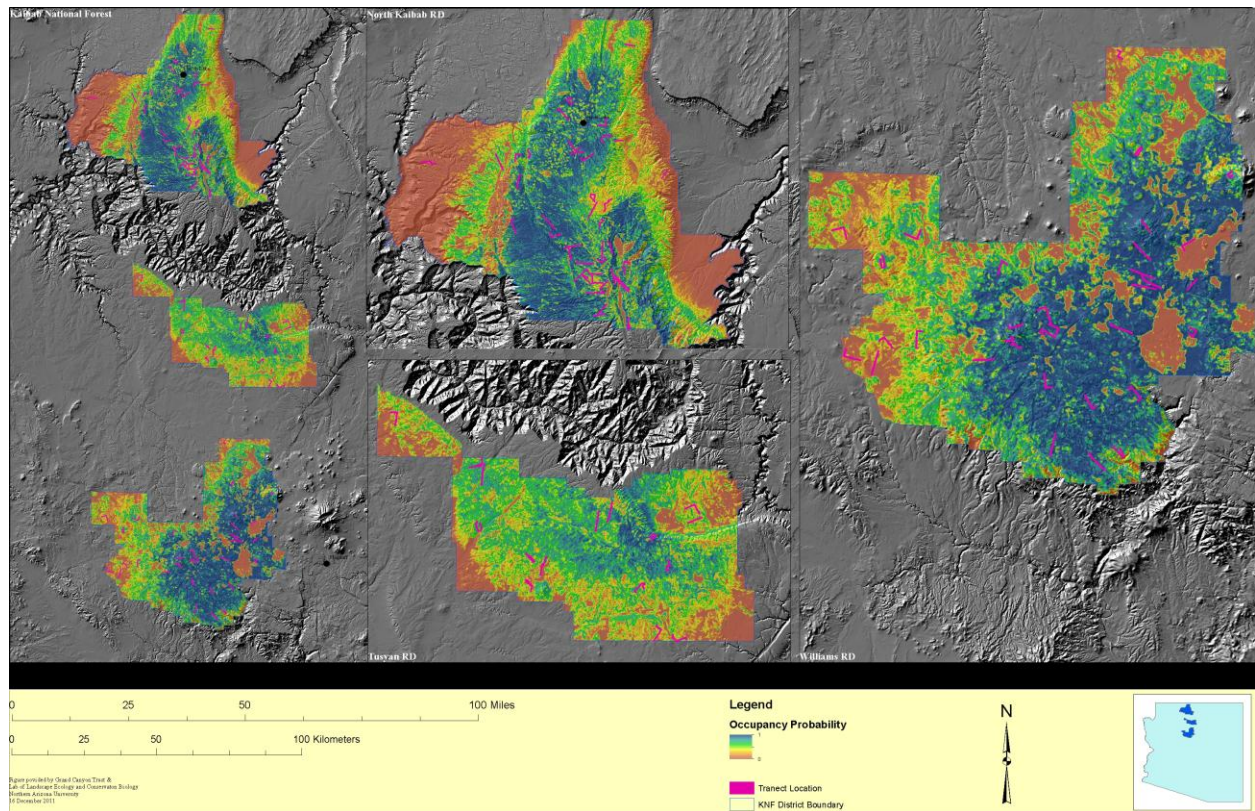 Kaibab National Forest
North Kaibab RD
Tusyan RD
Williams RD
0 25 50 100 Miles
0 25 50 100 Kilometers
Figure provided by Grand Canyon Trust &
Lab of Landscape Ecology and Conservation Biology
Northern Arizona University
16 December 2011
Legend
Occupancy Probability
1
0
Transect Location
KNF District Boundary
N